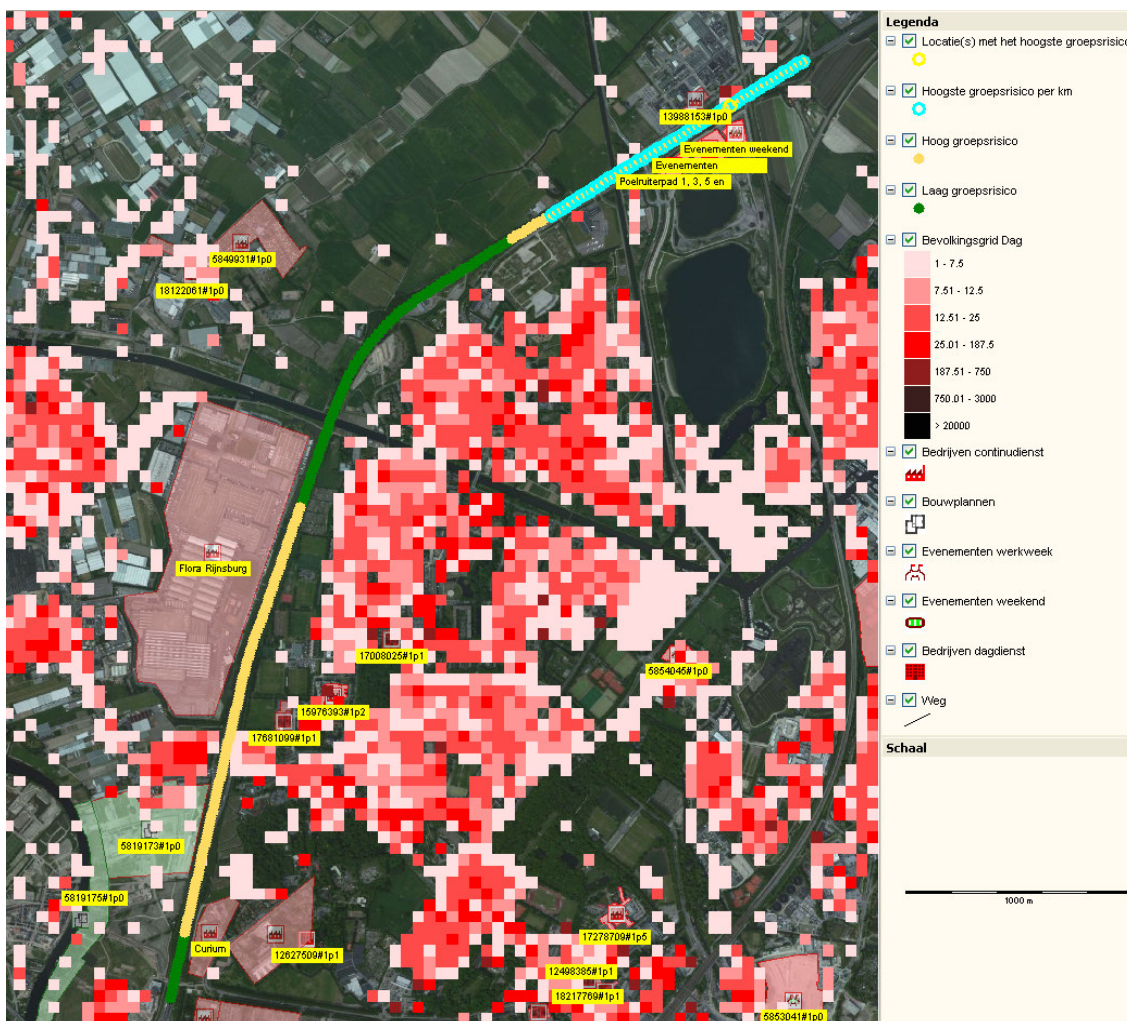 13988153#1p0
Evenementen weekend
Evenementen
Poelruiterpad 1, 3, 5 en
5849931#1p0
18122061#1p0
Flora Rijnsburg
17008025#1p1
5854045#1p0
15976393#1p2
17681099#1p1
5819173#1p0
5819175#1p0
Curium
12627509#1p1
17278709#1p5
12498385#1p1
18217769#1p1
5853041#1p0
Legenda
Locatie(s) met het hoogste groepsrisico
Hoogste groepsrisico per km
Hoog groepsrisico
Laag groepsrisico
Bevolkingsgrid Dag
1 - 7.5
7.51 - 12.5
12.51 - 25
25.01 - 187.5
187.51 - 750
750.01 - 3000
> 20000
Bedrijven continudienst
Bouwplannen
Evenementen werkweek
Evenementen weekend
Bedrijven dagdienst
Weg
Schaal
1000 m